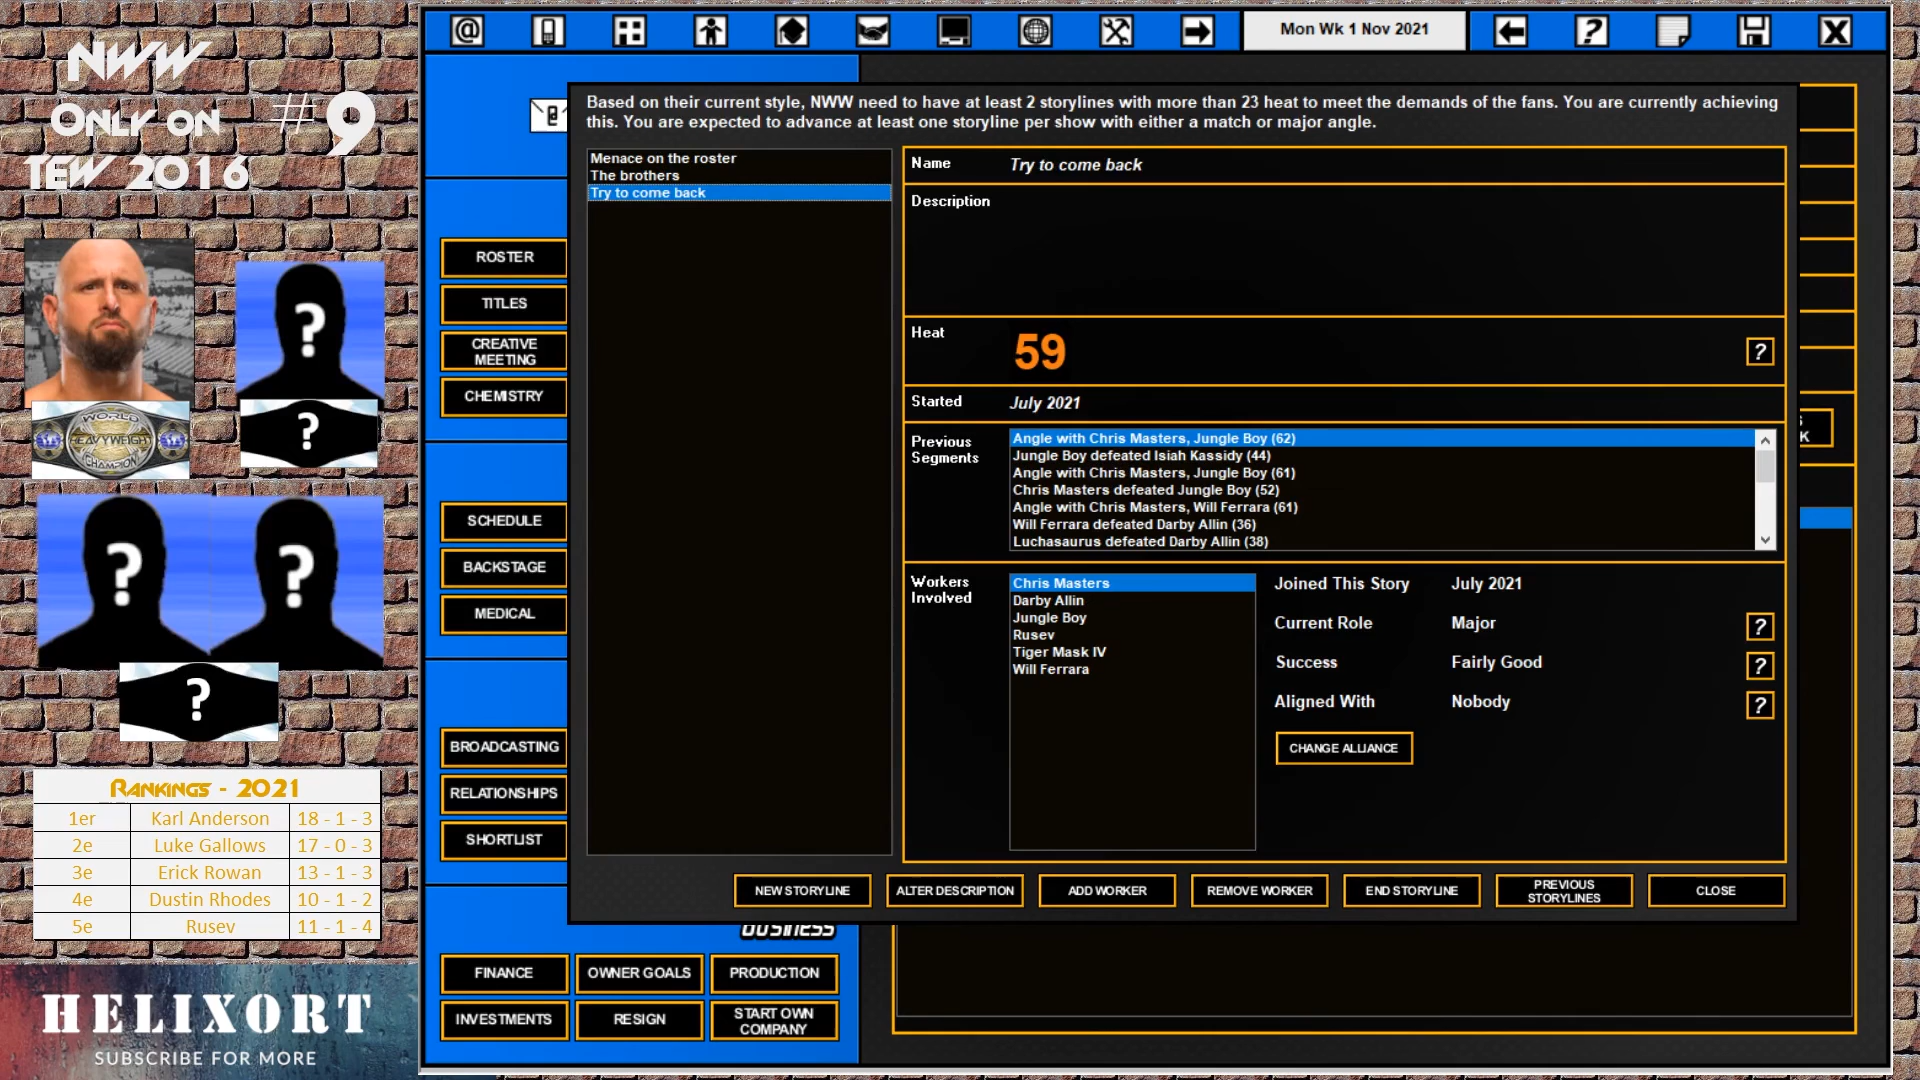 NWW
Only on
TEW 2016
#9
Mon Wk 1 Nov 2021
Based on their current style, NWW need to have at least 2 storylines with more than 23 heat to meet the demands of the fans. You are currently achieving
this. You are expected to advance at least one storyline per show with either a match or major angle.
Menace on the roster
The brothers
Try to come back
Name
Try to come back
Description
Heat
59
?
Started
July 2021
Previous
Segments
Angle with Chris Masters, Jungle Boy (62)
Jungle Boy defeated Isiah Kassidy (44)
Angle with Chris Masters, Jungle Boy (61)
Chris Masters defeated Jungle Boy (52)
Angle with Chris Masters, Will Ferrara (61)
Will Ferrara defeated Darby Allin (36)
Luchasaurus defeated Darby Allin (38)
Workers
Involved
Chris Masters
Darby Allin
Jungle Boy
Rusev
Tiger Mask IV
Will Ferrara
Joined This Story
July 2021
Current Role
Major
?
Success
Fairly Good
?
Aligned With
Nobody
?
CHANGE ALLIANCE
NEW STORYLINE
ALTER DESCRIPTION
ADD WORKER
REMOVE WORKER
END STORYLINE
PREVIOUS
STORYLINES
CLOSE
ROSTER
TITLES
CREATIVE
MEETING
CHEMISTRY
SCHEDULE
BACKSTAGE
MEDICAL
BROADCASTING
RELATIONSHIPS
SHORTLIST
BUSINESS
FINANCE
OWNER GOALS
PRODUCTION
INVESTMENTS
RESIGN
START OWN
COMPANY
WORLD
HEAVYWEIGHT
CHAMPION
?
?
?
?
?
Rankings - 2021
1er Karl Anderson 18 - 1 - 3
2e Luke Gallows 17 - 0 - 3
3e Erick Rowan 13 - 1 - 3
4e Dustin Rhodes 10 - 1 - 2
5e Rusev 11 - 1 - 4
HELIXORT
SUBSCRIBE FOR MORE